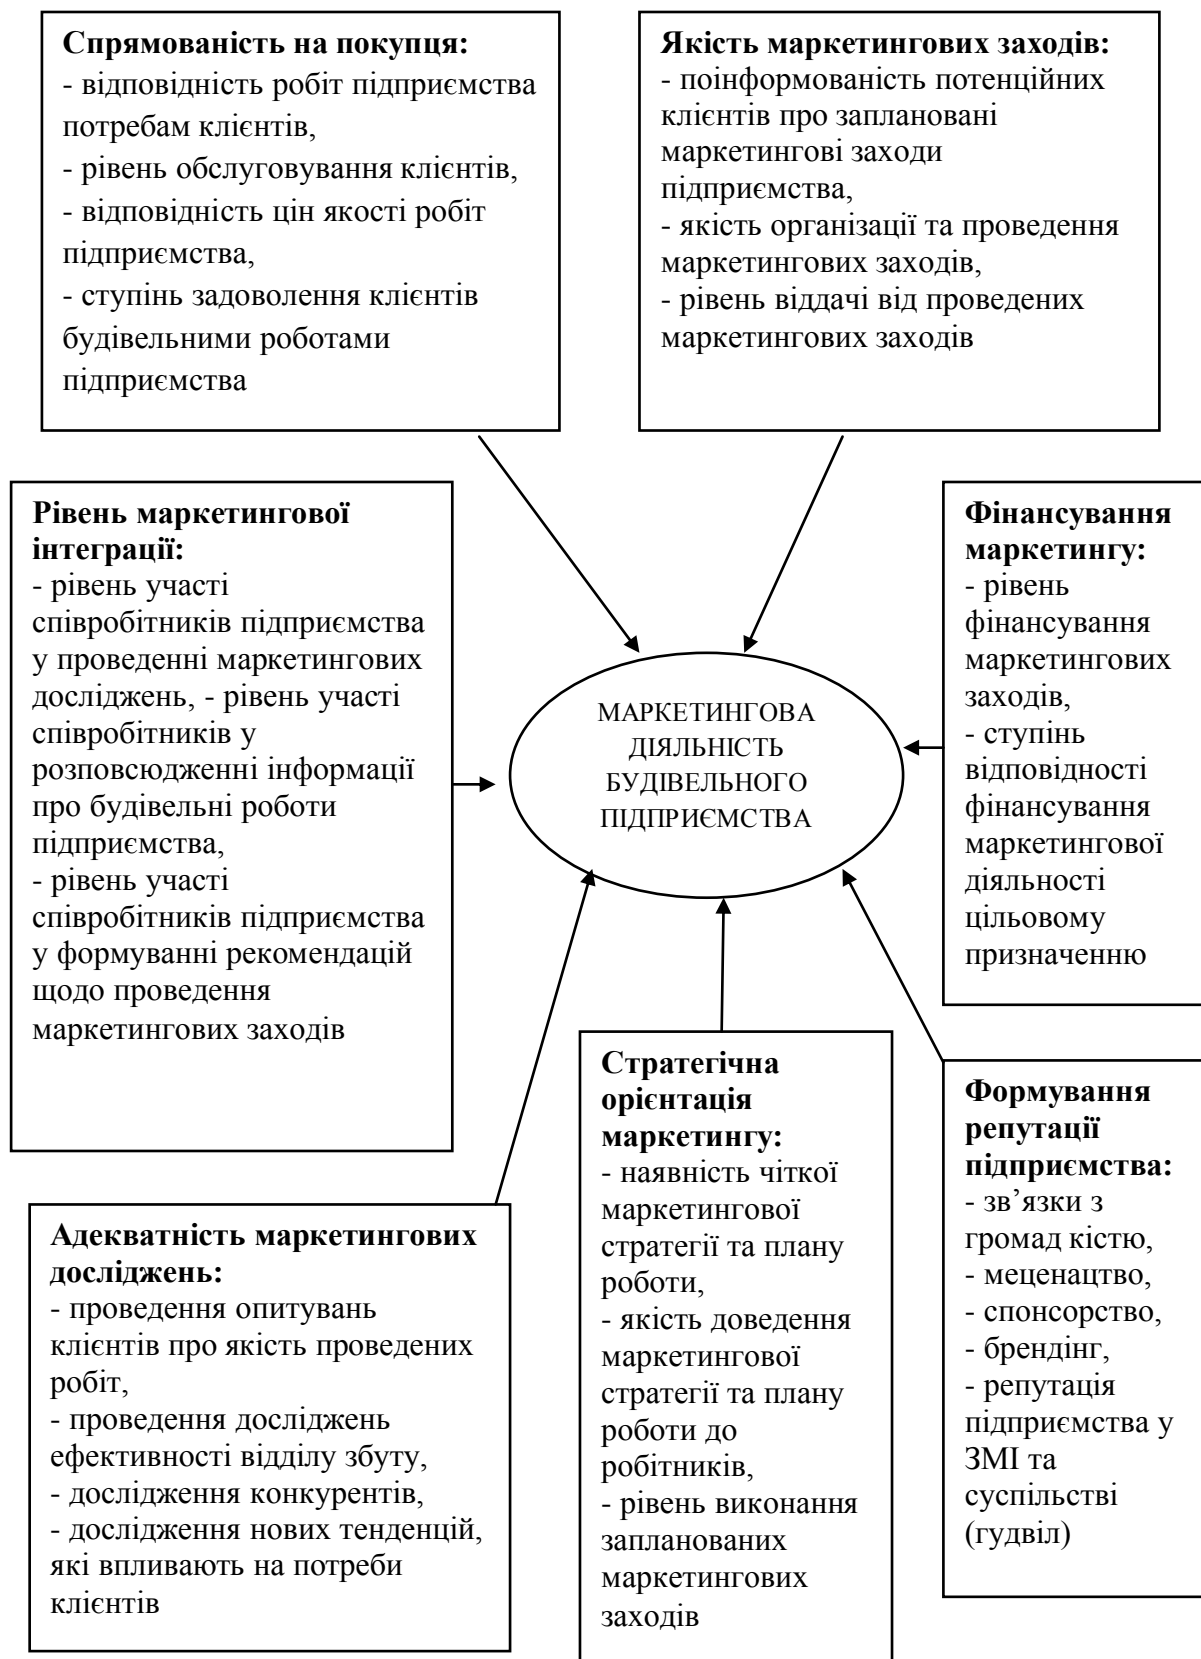 Спрямованість на покупця:
- відповідність робіт підприємства
потребам клієнтів,
- рівень обслуговування клієнтів,
- відповідність цін якості робіт
підприємства,
- ступінь задоволення клієнтів
будівельними роботами
підприємства
Якість маркетингових заходів:
- поінформованість потенційних
клієнтів про заплановані
маркетингові заходи
підприємства,
- якість організації та проведення
маркетингових заходів,
- рівень віддачі від проведених
маркетингових заходів
Рівень маркетингової
інтеграції:
- рівень участі
співробітників підприємства
у проведенні маркетингових
досліджень, - рівень участі
співробітників у
розповсюдженні інформації
про будівельні роботи
підприємства,
- рівень участі
співробітників підприємства
у формуванні рекомендацій
щодо проведення
маркетингових заходів
МАРКЕТИНГОВА
ДІЯЛЬНІСТЬ
БУДІВЕЛЬНОГО
ПІДПРИЄМСТВА
Фінансування
маркетингу:
- рівень
фінансування
маркетингових
заходів,
- ступінь
відповідності
фінансування
маркетингової
діяльності
цільовому
призначенню
Адекватність маркетингових
досліджень:
- проведення опитувань
клієнтів про якість проведених
робіт,
- проведення досліджень
ефективності відділу збуту,
- дослідження конкурентів,
- дослідження нових тенденцій,
які впливають на потреби
клієнтів
Стратегічна
орієнтація
маркетингу:
- наявність чіткої
маркетингової
стратегії та плану
роботи,
- якість доведення
маркетингової
стратегії та плану
роботи до
робітників,
- рівень виконання
запланованих
маркетингових
заходів
Формування
репутації
підприємства:
- зв’язки з
громад кістю,
- меценацтво,
- спонсорство,
- брендінг,
- репутація
підприємства у
ЗМІ та
суспільстві
(гудвіл)